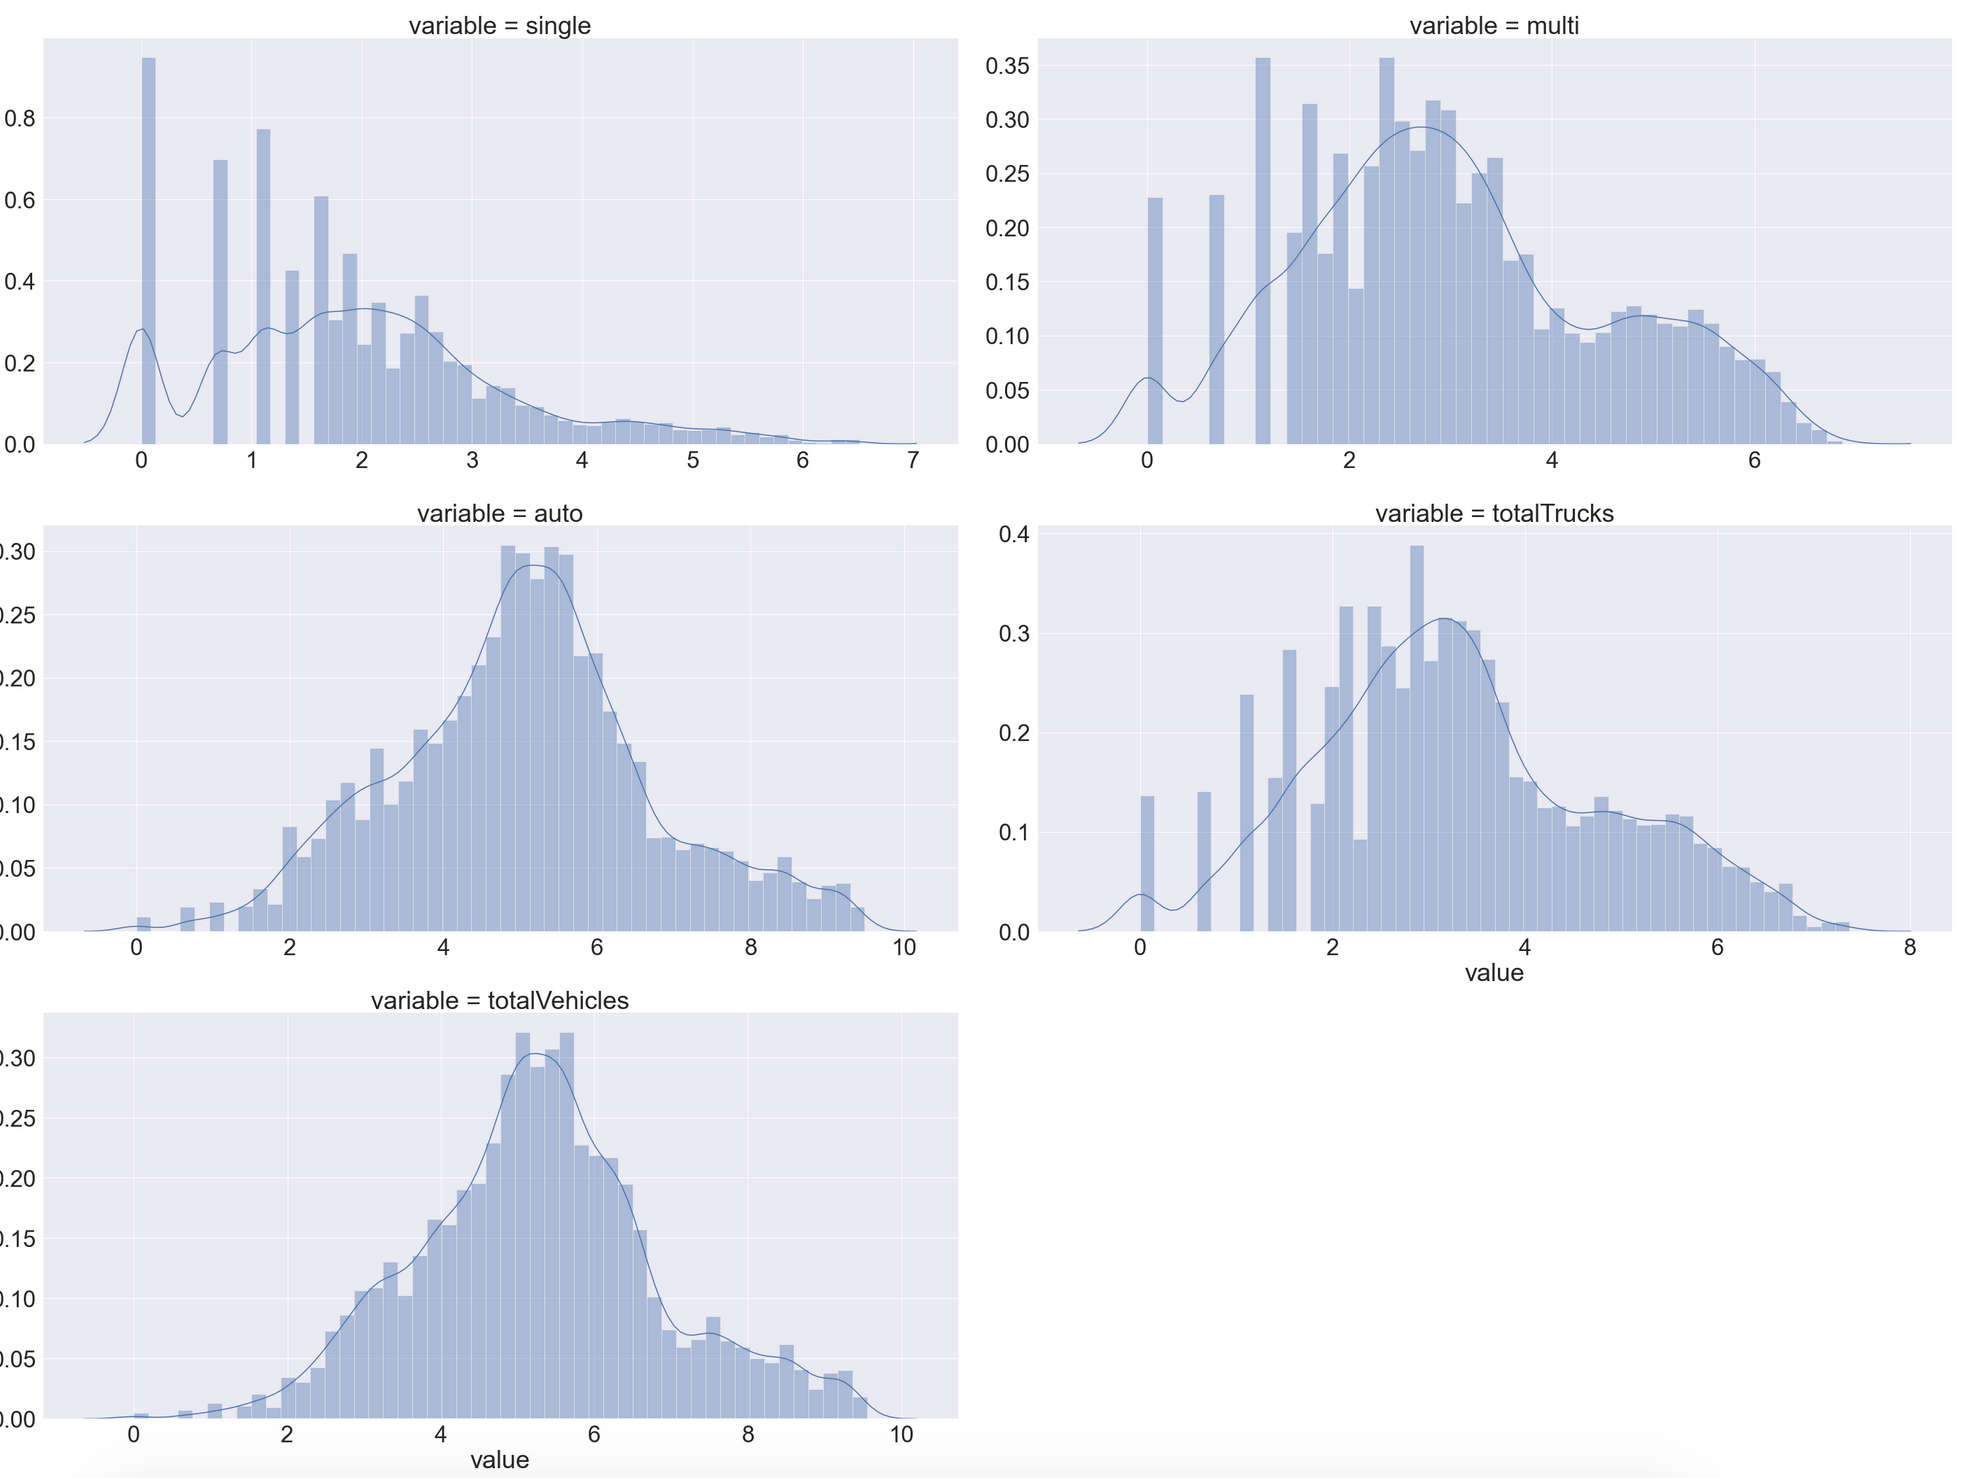 variable = single
0.8
0.6
0.4
0.2
0.0
0 1 2 3 4 5 6 7
variable = multi
0.35
0.30
0.25
0.20
0.15
0.10
0.05
0.00
0 2 4 6
variable = auto
0.30
0.25
0.20
0.15
0.10
0.05
0.00
0 2 4 6 8 10
variable = totalTrucks
0.4
0.3
0.2
0.1
0.0
0 2 4 6 8
value
variable = totalVehicles
0.30
0.25
0.20
0.15
0.10
0.05
0.00
0 2 4 6 8 10
value